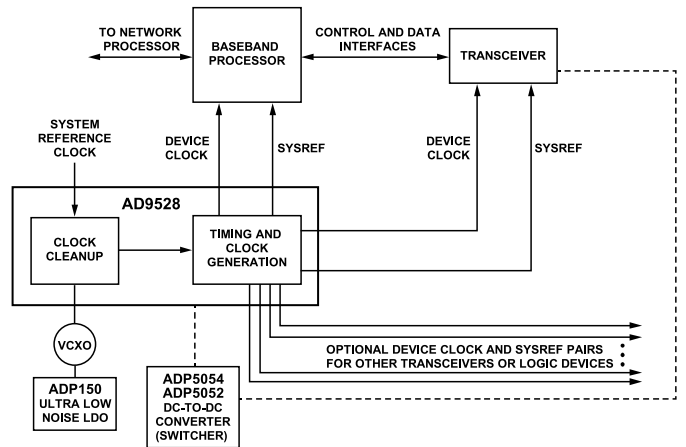 TO NETWORK
PROCESSOR
BASEBAND
PROCESSOR
CONTROL AND DATA
INTERFACES
TRANSCEIVER
SYSTEM
REFERENCE
CLOCK
DEVICE
CLOCK
SYSREF
DEVICE
CLOCK
SYSREF
AD9528
CLOCK
CLEANUP
TIMING AND
CLOCK
GENERATION
VCXO
OPTIONAL DEVICE CLOCK AND SYSREF PAIRS
FOR OTHER TRANSCEIVERS OR LOGIC DEVICES
ADP150
ULTRA LOW
NOISE LDO
ADP5054
ADP5052
DC-TO-DC
CONVERTER
(SWITCHER)